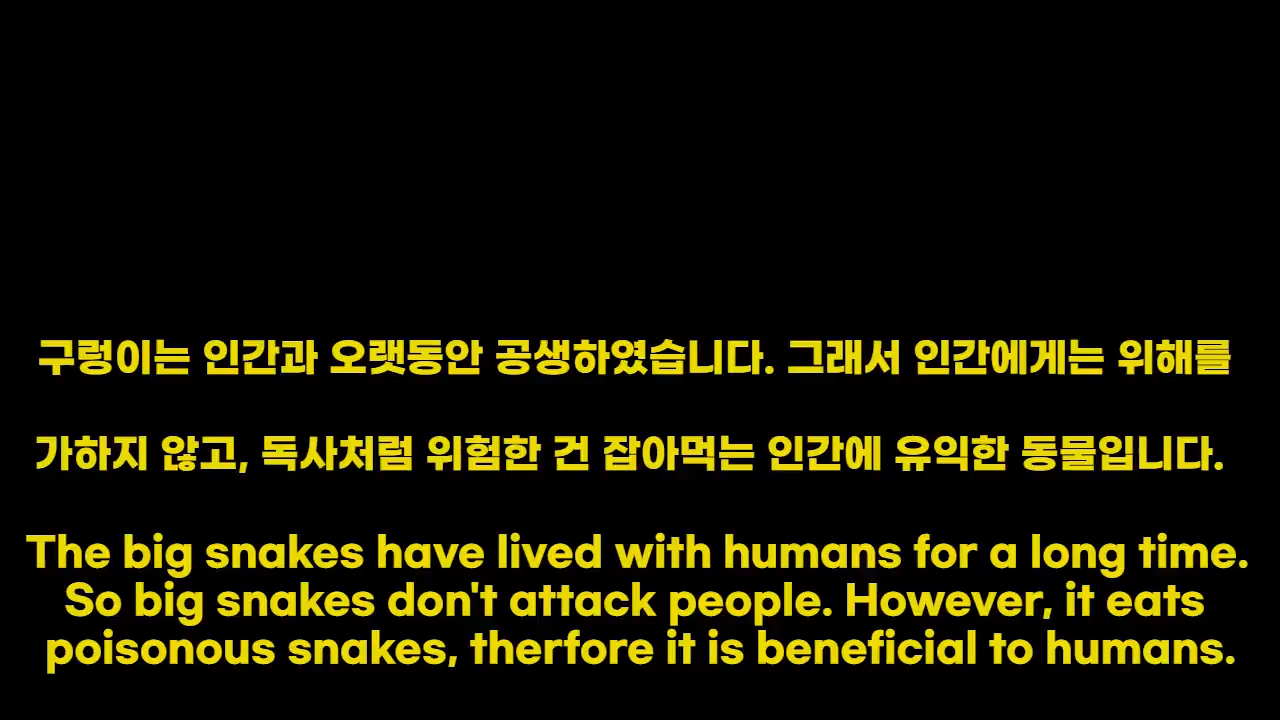 구렁이는 인간과 오랫동안 공생하였습니다. 그래서 인간에게는 위해를
가하지 않고, 독사처럼 위험한 건 잡아먹는 인간에 유익한 동물입니다.
The big snakes have lived with humans for a long time.
So big snakes don't attack people. However, it eats
poisonous snakes, therfore it is beneficial to humans.